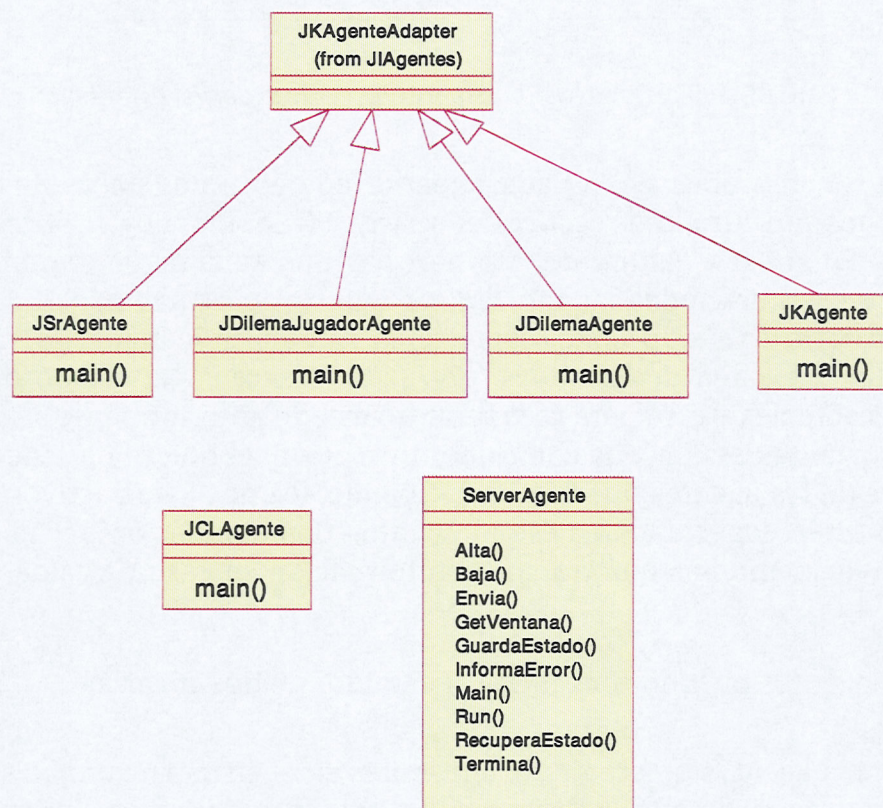 JKAgenteAdapter
(from JIAgentes)
JSrAgente
main()
JDilemaJugadorAgente
main()
JDilemaAgente
main()
JKAgente
main()
JCLAgente
main()
ServerAgente
Alta()
Baja()
Envia()
GetVentana()
GuardaEstado()
InformaError()
Main()
Run()
RecuperaEstado()
Termina()